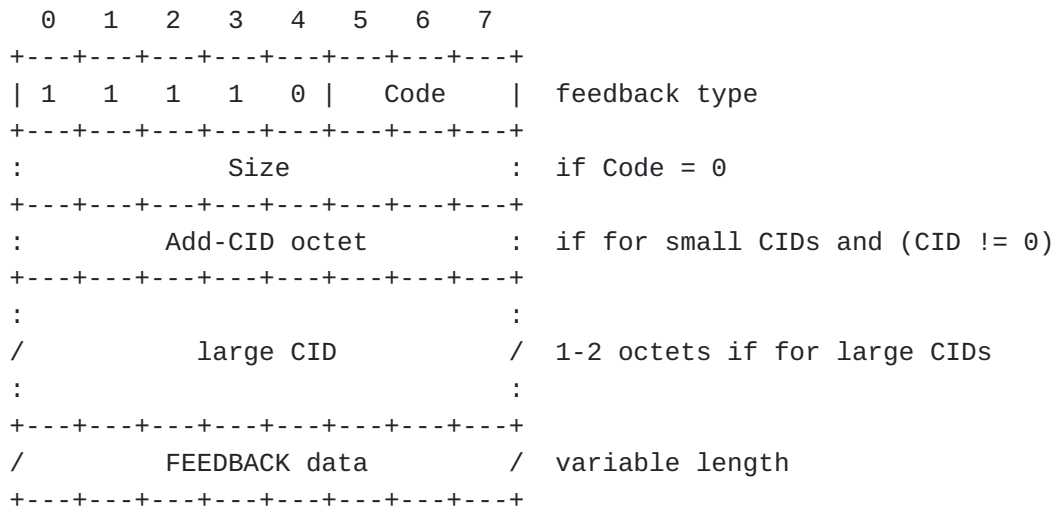 0   1   2   3   4   5   6   7
+---+---+---+---+---+---+---+---+
| 1   1   1   1   0 |   Code    |  feedback type
+---+---+---+---+---+---+---+---+
:             Size              :  if Code = 0
+---+---+---+---+---+---+---+---+
:         Add-CID octet         :  if for small CIDs and (CID != 0)
+---+---+---+---+---+---+---+---+
:                               :
/           large CID           /  1-2 octets if for large CIDs
:                               :
+---+---+---+---+---+---+---+---+
/         FEEDBACK data         /  variable length
+---+---+---+---+---+---+---+---+